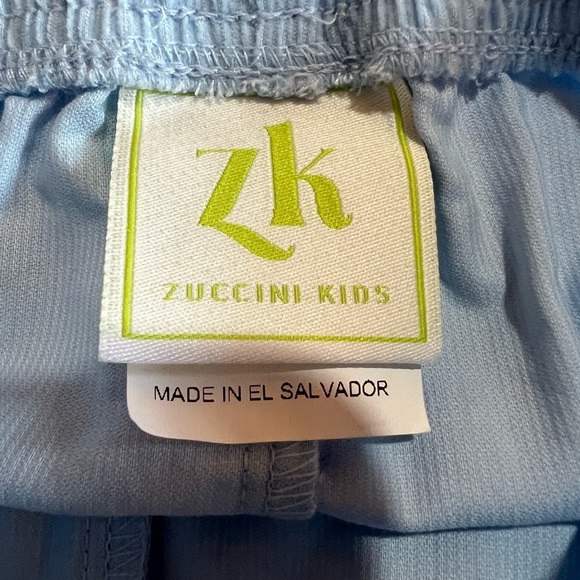 zk
ZUCCINI KIDS
MADE IN EL SALVADOR